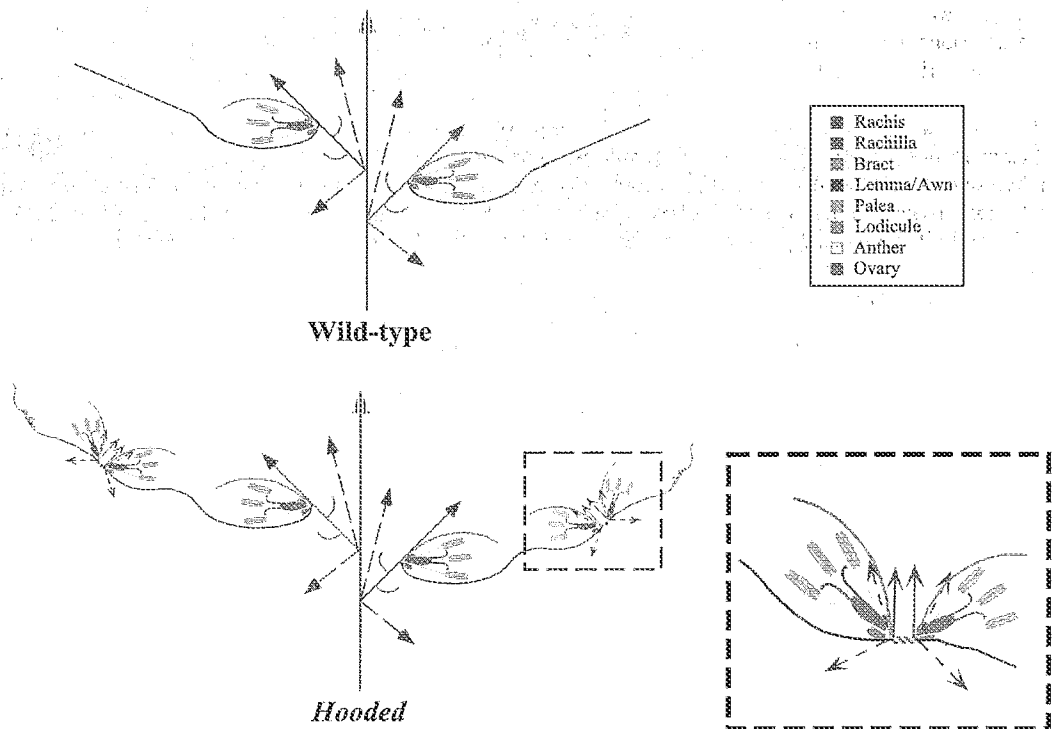 Rachis
Rachilla
Bract
Lemma/Awn
Palea
Lodicule
Anther
Ovary
Wild-type
Hooded